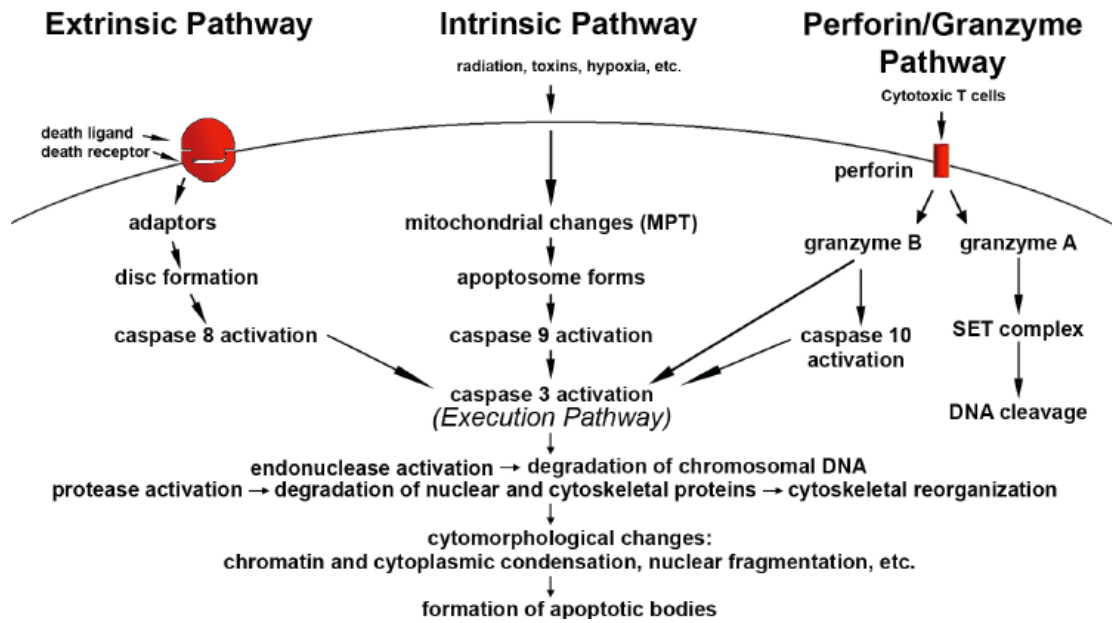 Extrinsic Pathway
Intrinsic Pathway
Perforin/Granzyme
Pathway
radiation, toxins, hypoxia, etc.
Cytotoxic T cells
death ligand
death receptor
perforin
adaptors
mitochondrial changes (MPT)
granzyme B
granzyme A
disc formation
apoptosome forms
caspase 8 activation
caspase 9 activation
caspase 10
activation
SET complex
caspase 3 activation
(Execution Pathway)
DNA cleavage
endonuclease activation → degradation of chromosomal DNA
protease activation → degradation of nuclear and cytoskeletal proteins → cytoskeletal reorganization
cytomorphological changes:
chromatin and cytoplasmic condensation, nuclear fragmentation, etc.
formation of apoptotic bodies